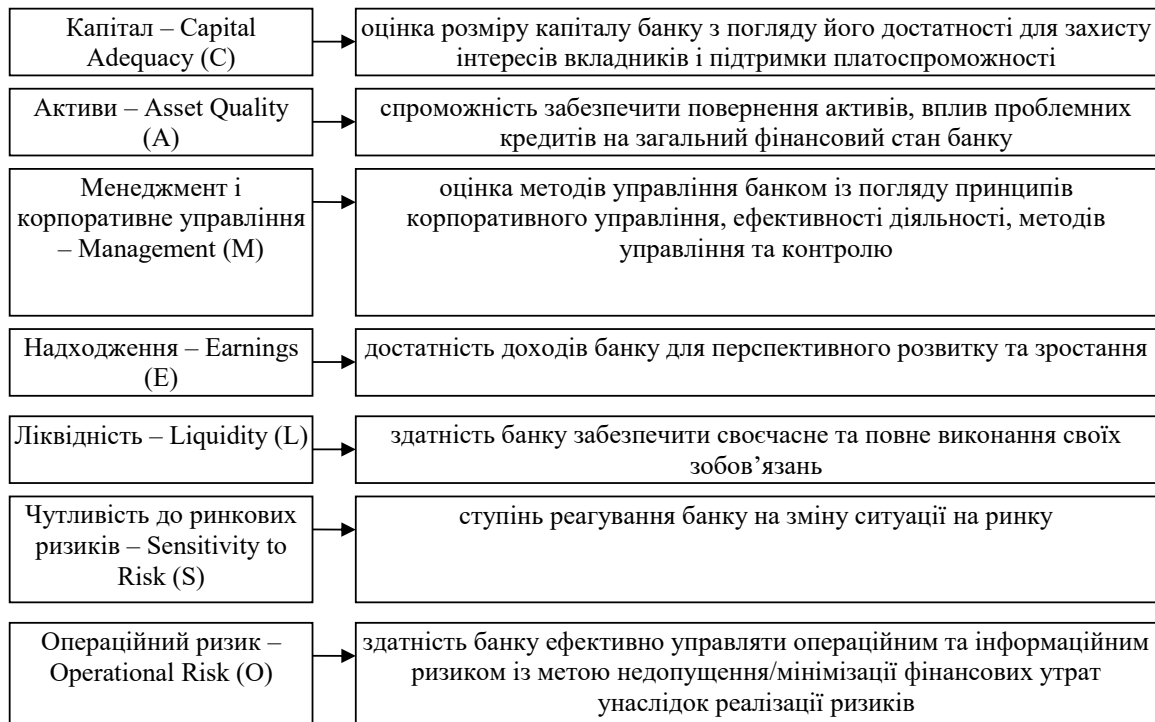 Капітал – Capital
Adequacy (C)
оцінка розміру капіталу банку з погляду його достатності для захисту
інтересів вкладників і підтримки платоспроможності
Активи – Asset Quality
(A)
спроможність забезпечити повернення активів, вплив проблемних
кредитів на загальний фінансовий стан банку
Менеджмент і
корпоративне управління
– Management (M)
оцінка методів управління банком із погляду принципів
корпоративного управління, ефективності діяльності, методів
управління та контролю
Надходження – Earnings
(E)
достатність доходів банку для перспективного розвитку та зростання
Ліквідність – Liquidity (L)
здатність банку забезпечити своєчасне та повне виконання своїх
зобов’язань
Чутливість до ринкових
ризиків – Sensitivity to
Risk (S)
ступінь реагування банку на зміну ситуації на ринку
Операційний ризик –
Operational Risk (O)
здатність банку ефективно управляти операційним та інформаційним
ризиком із метою недопущення/мінімізації фінансових утрат
унаслідок реалізації ризиків